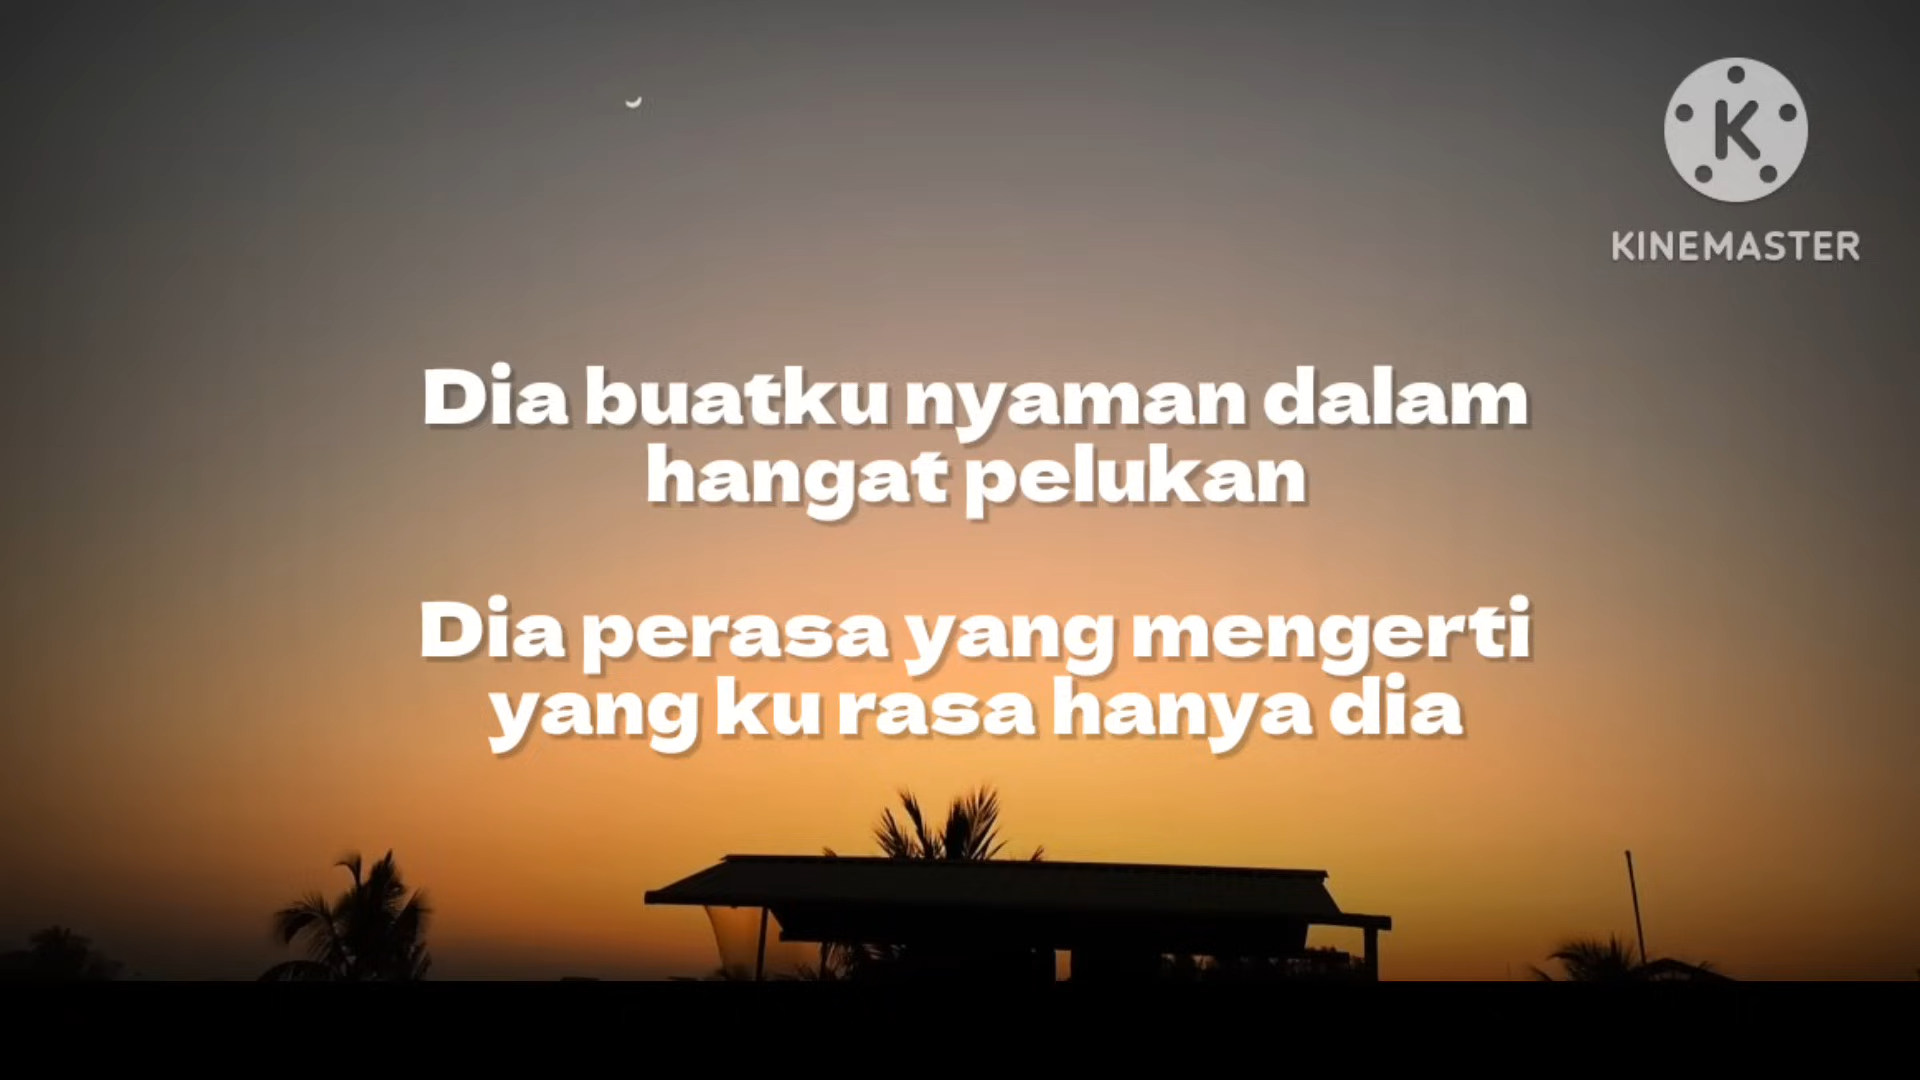 K
KINEMASTER
Dia buatku nyaman dalam
hangat pelukan
Dia perasa yang mengerti
yang ku rasa hanya dia